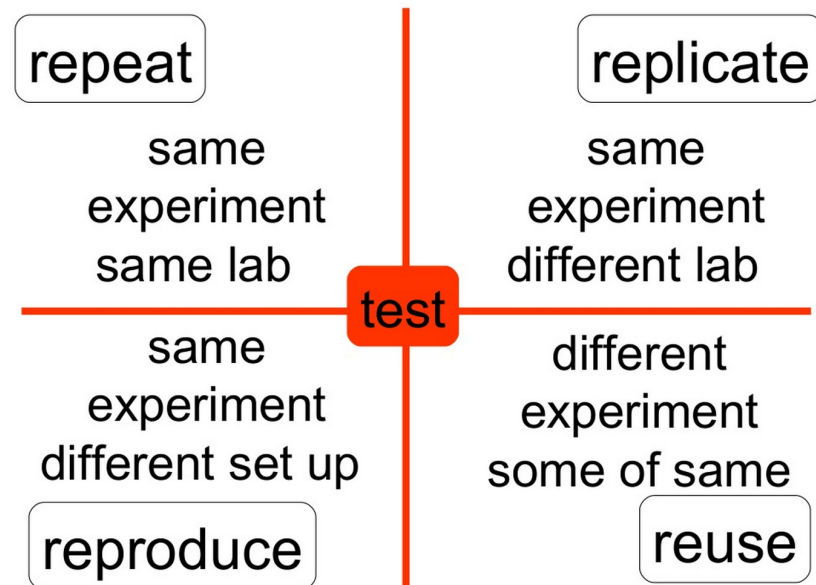 repeat
same
experiment
same lab
replicate
same
experiment
different lab
test
same
experiment
different set up
reproduce
different
experiment
some of same
reuse